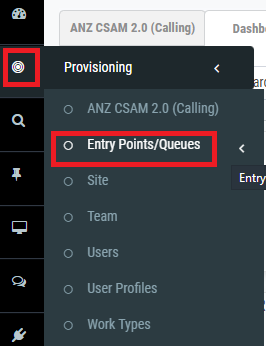 ANZ CSAM 2.0 (Calling) Dashb
Provisioning
ANZ CSAM 2.0 (Calling)
Entry Points/Queues
Entry
Site
Team
Users
User Profiles
Work Types